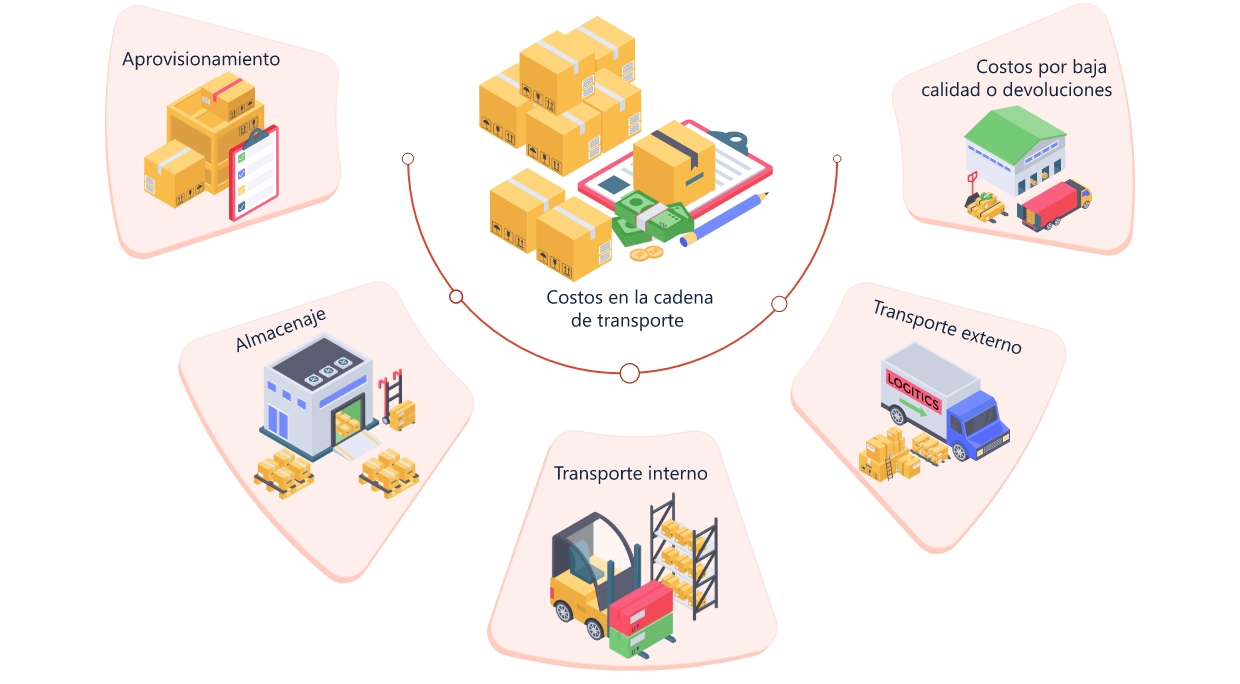 Aprovisionamiento
Costos por baja
calidad o devoluciones
Costos en la cadena
de transporte
Almacenaje
Transporte externo
LOGITICS
Transporte interno